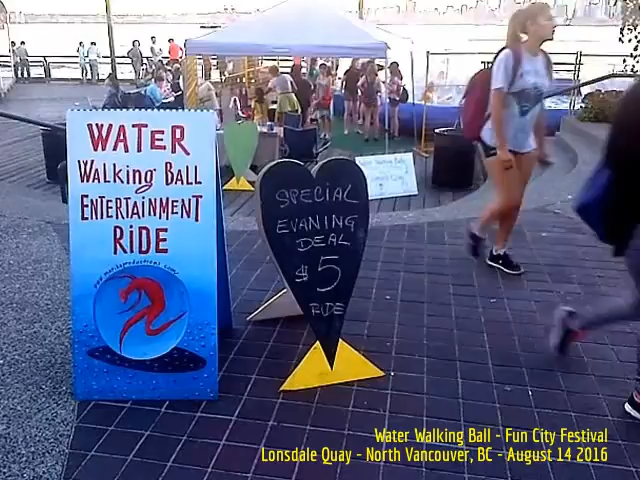 WATER
Walking Ball
ENTERTAINMENT
RiDE
SPECIAL
EVANING
DEAL
$5
RIDE
Water Walking Ball - Fun City Festival
Lonsdale Quay - North Vancouver, BC - August 14 2016